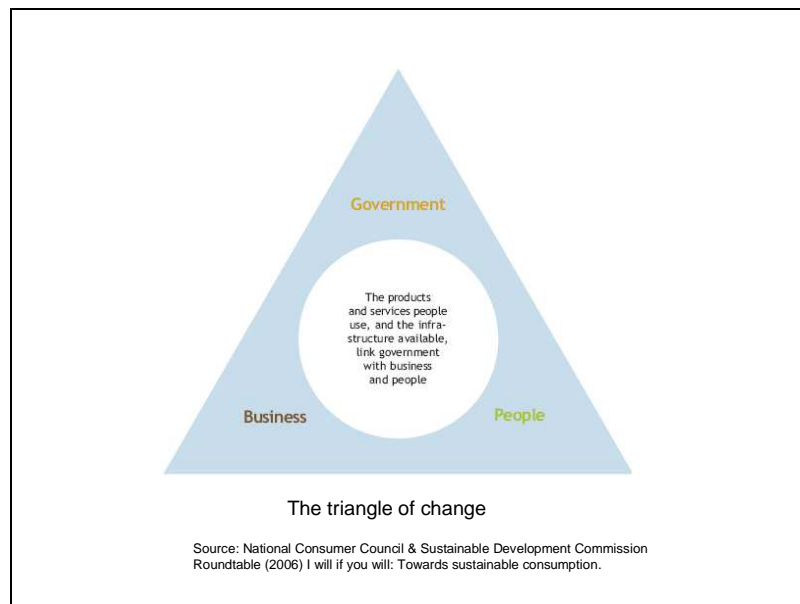 Government
The products
and services people
use, and the infra-
structure available,
link government
with business
and people
Business
People
The triangle of change
Source: National Consumer Council & Sustainable Development Commission
Roundtable (2006) I will if you will: Towards sustainable consumption.